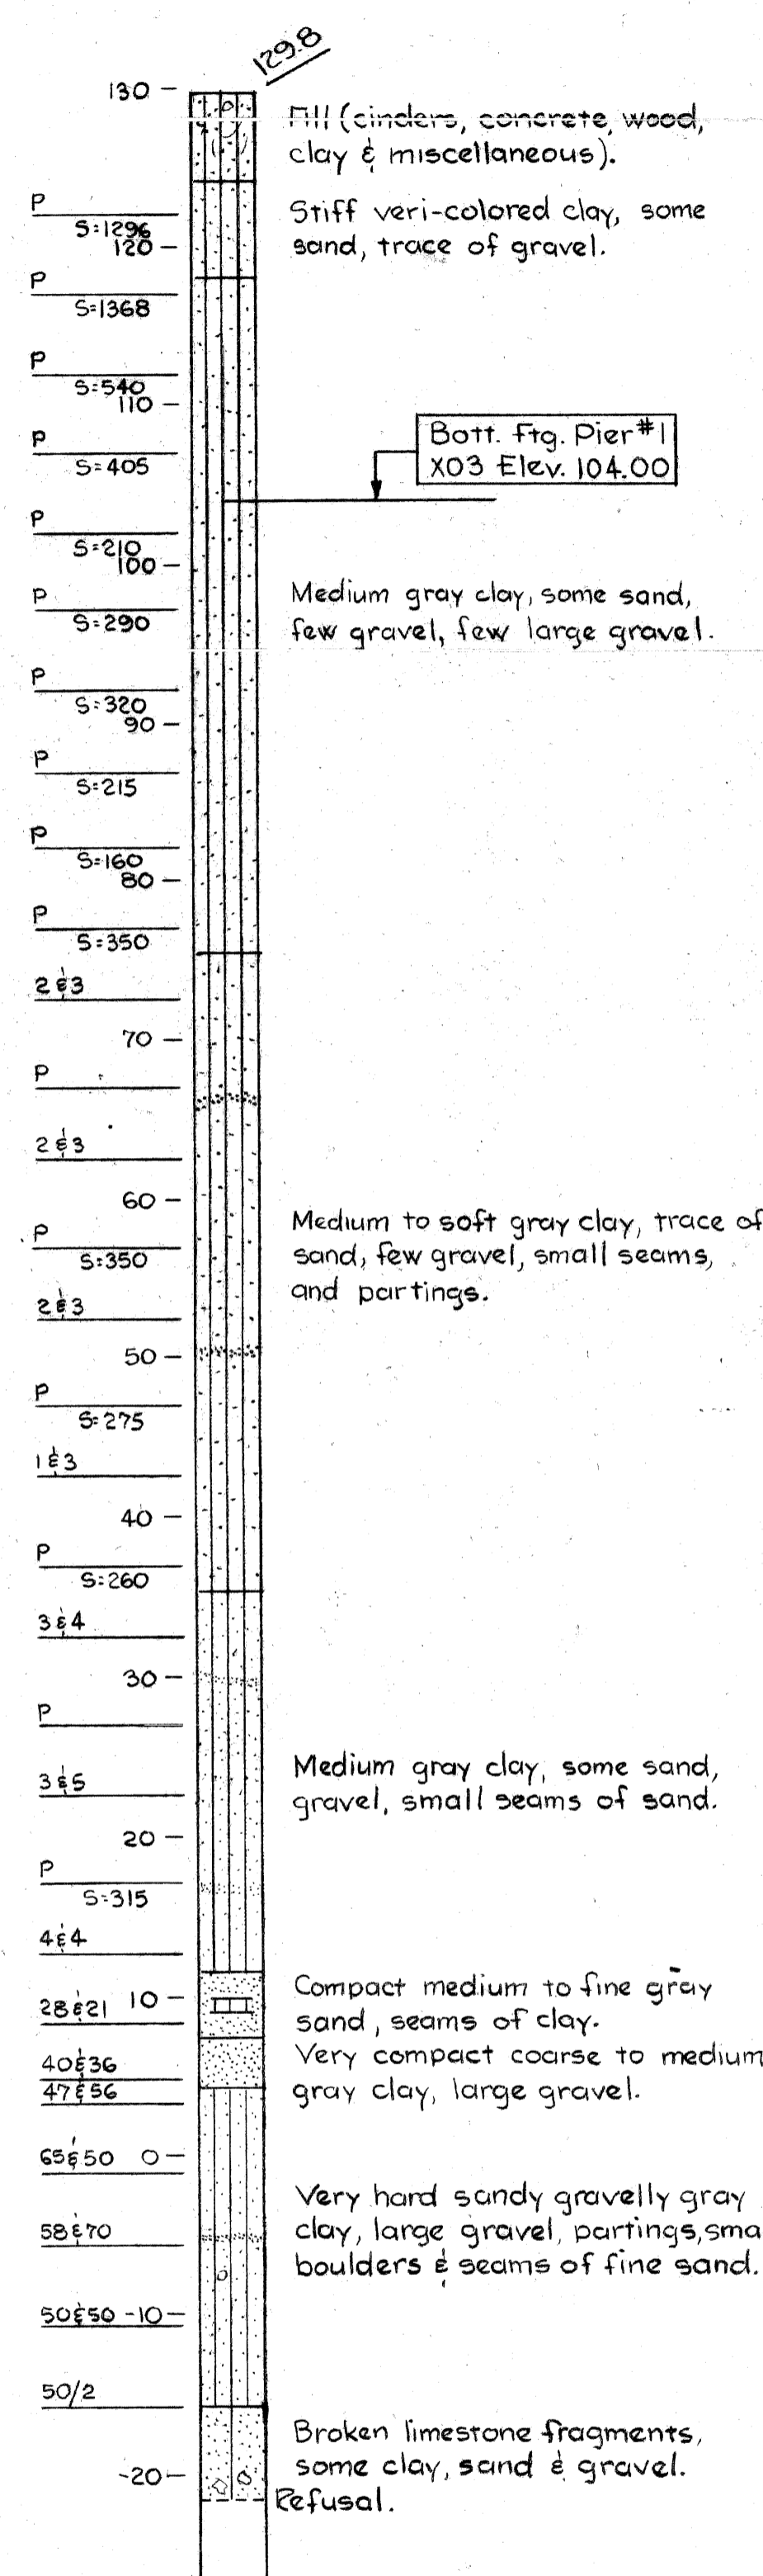 129.8
130
Fill (cinders, concrete, wood,
clay & miscellaneous).
P
S=1296
Stiff veri-colored clay, some
120
sand, trace of gravel.
P
S=1368
P
S=540
110
Bott. Ftg. Pier #1
X03 Elev. 104.00
P
S=405
P
S=210
100
Medium gray clay, some sand,
few gravel, few large gravel.
P
S=290
P
S=320
90
P
S=215
P
S=160
80
P
S=350
2 & 3
70
P
2 & 3
60
Medium to soft gray clay, trace of
sand, few gravel, small seams,
and partings.
P
S=350
2 & 3
50
P
S=275
1 & 3
40
P
S=260
3 & 4
30
P
Medium gray clay, some sand,
gravel, small seams of sand.
3 & 5
20
P
S=315
4 & 4
Compact medium to fine gray
sand, seams of clay.
28 & 21 10
Very compact coarse to medium
gray clay, large gravel.
40 & 36
47 & 56
65 & 50 0
Very hard sandy gravelly gray
clay, large gravel, partings, sma
boulders & seams of fine sand.
58 & 70
50 & 50 -10
50/2
Broken limestone fragments,
some clay, sand & gravel.
-20
Refusal.